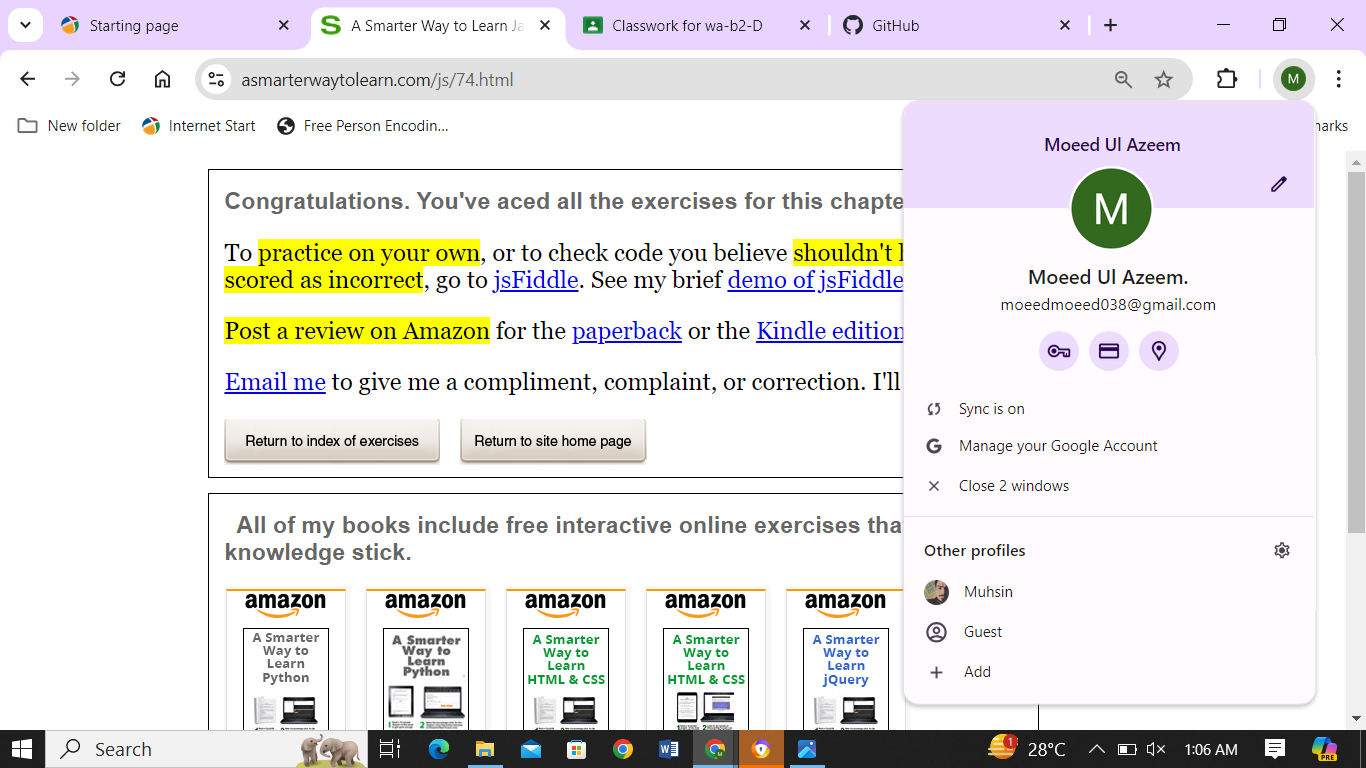 Starting page
A Smarter Way to Learn Ja
Classwork for wa-b2-D
GitHub
asmarterwaytolearn.com/js/74.html
M
New folder
Internet Start
Free Person Encodin...
Congratulations. You've aced all the exercises for this chapte
To practice on your own, or to check code you believe shouldn't
scored as incorrect, go to jsFiddle. See my brief demo of jsFiddle
Post a review on Amazon for the paperback or the Kindle edition
Email me to give me a compliment, complaint, or correction. I'll
Return to index of exercises
Return to site home page
All of my books include free interactive online exercises tha
knowledge stick.
amazon
A Smarter
Way to
Learn
Python
amazon
A Smarter
Way to
Learn
Python
amazon
A Smarter
Way to
Learn
HTML & CSS
amazon
A Smarter
Way to
Learn
HTML & CSS
amazon
A Smarter
Way to
Learn
jQuery
Moeed Ul Azeem
M
Moeed Ul Azeem.
moeedmoeed038@gmail.com
Sync is on
Manage your Google Account
Close 2 windows
Other profiles
Muhsin
Guest
Add
Search
1
28°C
1:06 AM
PRE